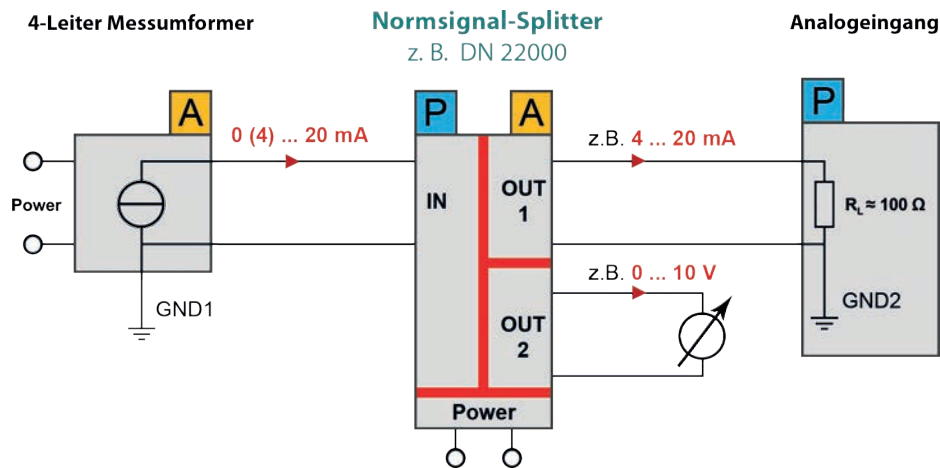 4-Leiter Messumformer
Normsignal-Splitter
z. B. DN 22000
Analogeingang
A
P
A
P
0 (4) ... 20 mA
z.B. 4 ... 20 mA
Power
IN
OUT
1
R_L ≈ 100 Ω
z.B. 0 ... 10 V
GND1
GND2
OUT
2
Power